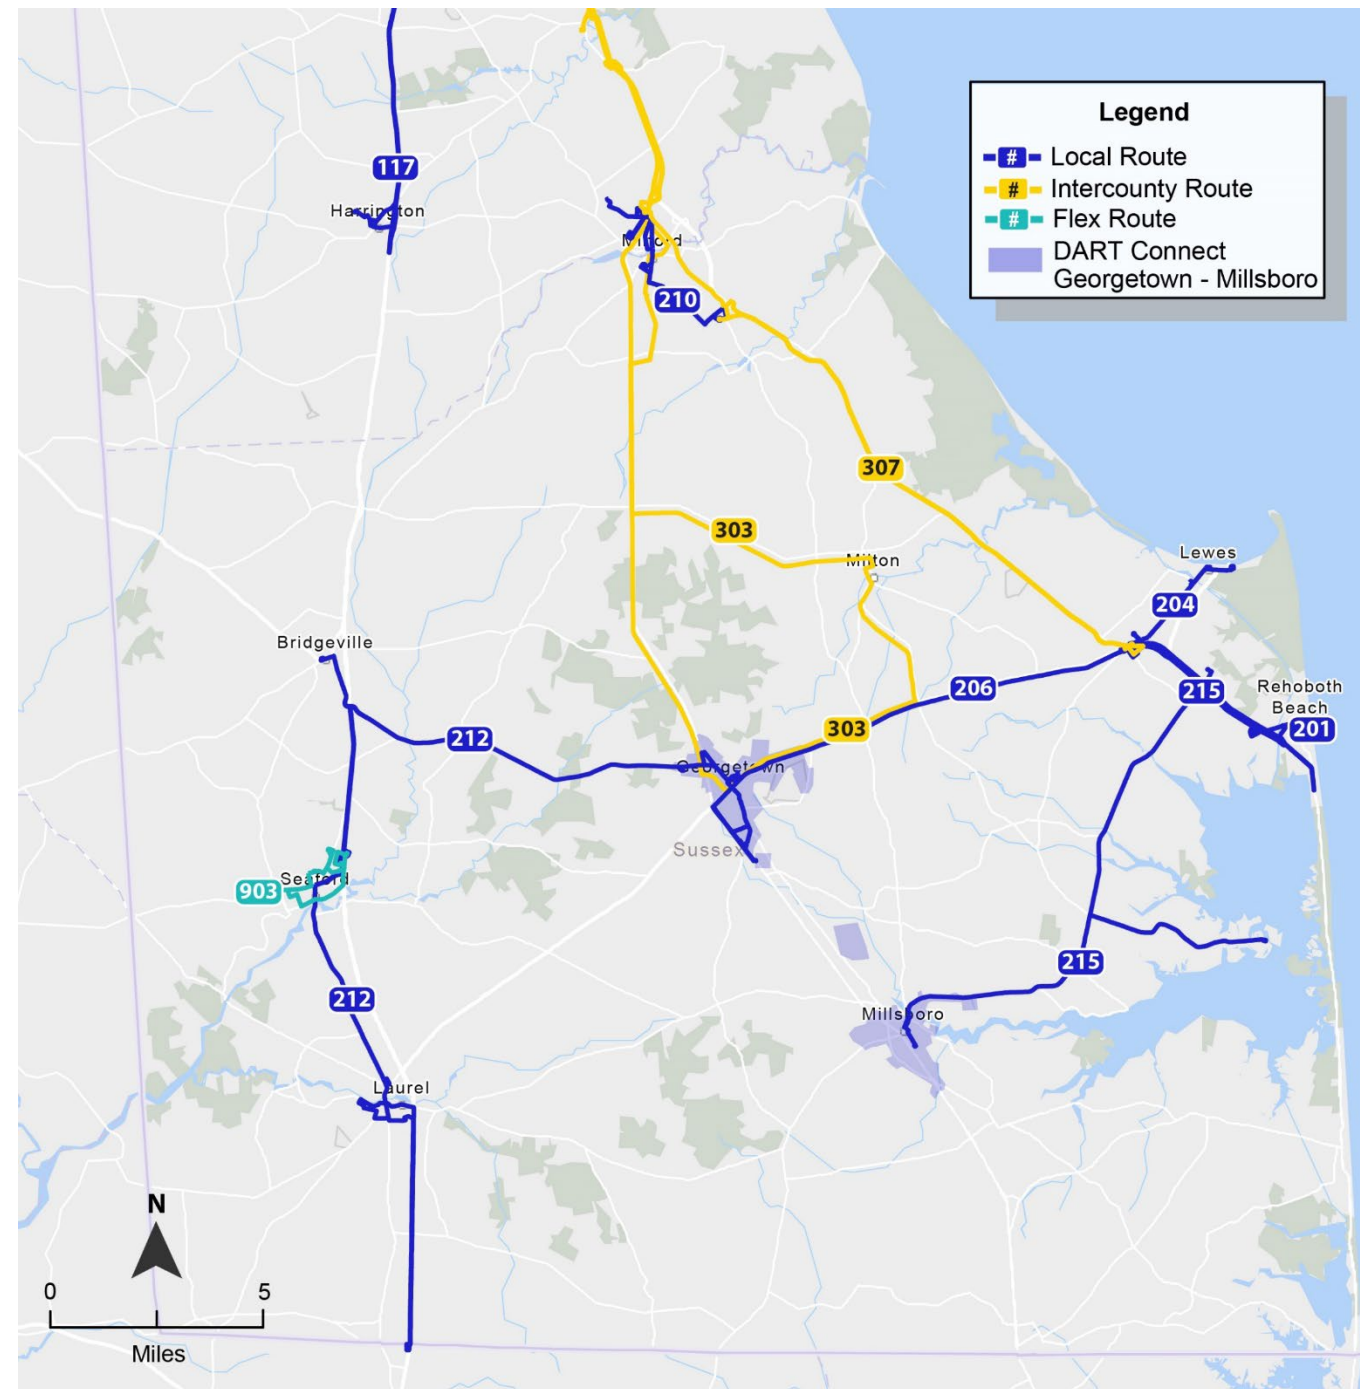 Legend
# Local Route
# Intercounty Route
# Flex Route
DART Connect
Georgetown - Millsboro
117
Harrington
Milford
210
307
303
Milton
Lewes
204
Bridgeville
206
215
Rehoboth
Beach
201
303
212
Georgetown
Sussex
Seaford
903
215
212
Millsboro
Laurel
N
0 5
Miles